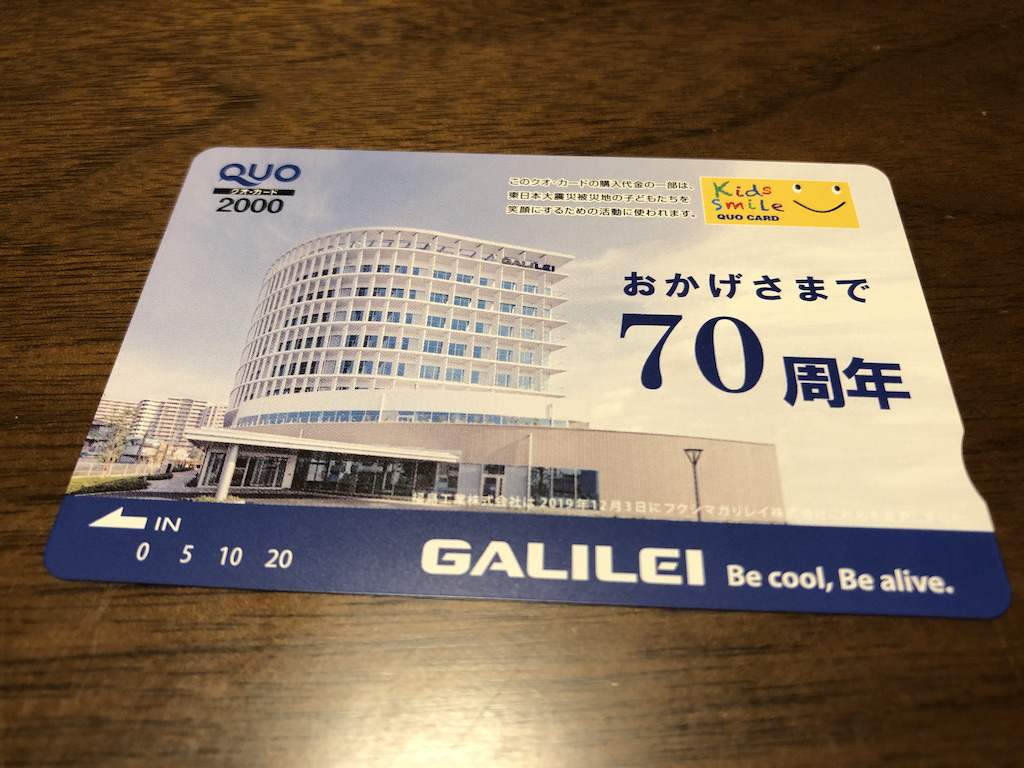 QUO
クオ・カード
2000
このクオ・カードの購入代金の一部は、
東日本大震災被災地の子どもたちを
笑顔にするための活動に使われます。
Kids
Smile
QUO CARD
GALILEI
おかげさまで
70周年
福島工業株式会社は2019年12月3日にフクシマガリレイ株式会社に
IN
0 5 10 20
GALILEI Be cool, Be alive.